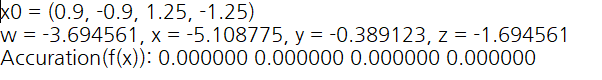 x0 = (0.9, -0.9, 1.25, -1.25)
w = -3.694561, x = -5.108775, y = -0.389123, z = -1.694561
Accuration(f(x)): 0.000000 0.000000 0.000000 0.000000